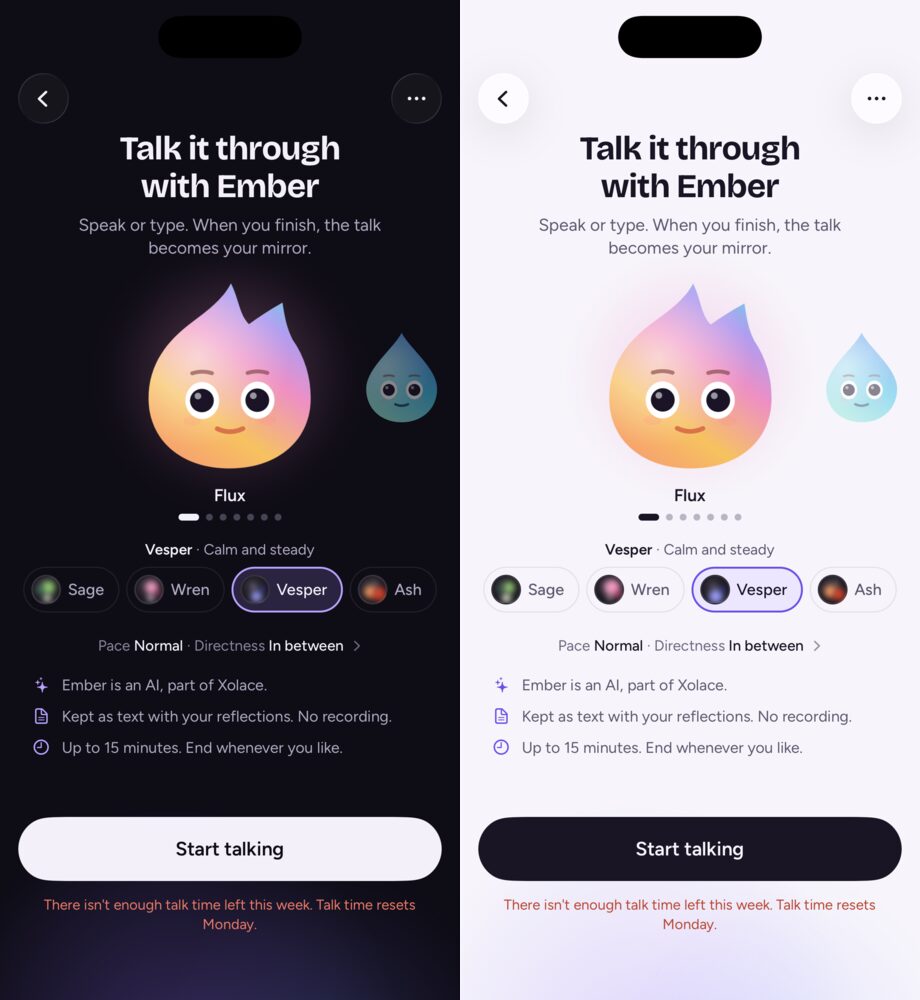 Talk it through
with Ember
Speak or type. When you finish, the talk
becomes your mirror.
Flux
Vesper · Calm and steady
Sage
Wren
Vesper
Ash
Pace Normal · Directness In between
Ember is an AI, part of Xolace.
Kept as text with your reflections. No recording.
Up to 15 minutes. End whenever you like.
Start talking
There isn't enough talk time left this week. Talk time resets
Monday.
Talk it through
with Ember
Speak or type. When you finish, the talk
becomes your mirror.
Flux
Vesper · Calm and steady
Sage
Wren
Vesper
Ash
Pace Normal · Directness In between
Ember is an AI, part of Xolace.
Kept as text with your reflections. No recording.
Up to 15 minutes. End whenever you like.
Start talking
There isn't enough talk time left this week. Talk time resets
Monday.